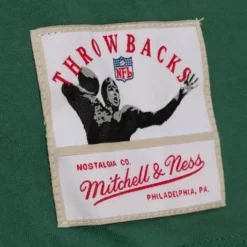 THROWBACKS
NFL
NOSTALGIA CO.
Mitchell & Ness
PHILADELPHIA, PA.